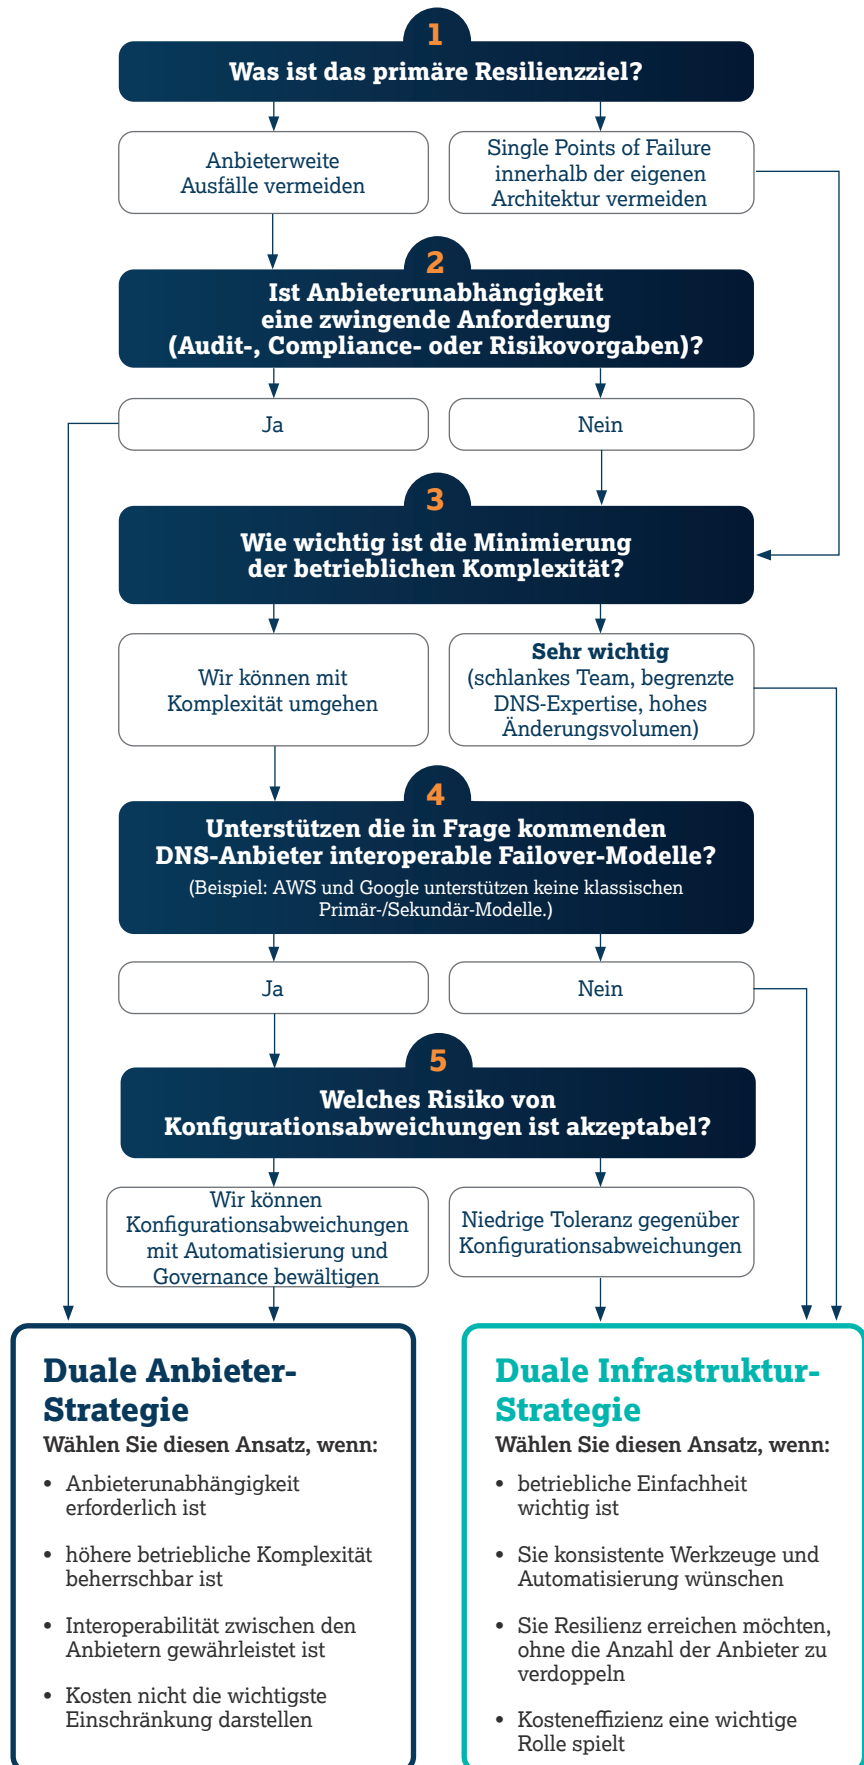 1
Was ist das primäre Resilienzziel?
Anbieterweite
Ausfälle vermeiden
Single Points of Failure
innerhalb der eigenen
Architektur vermeiden
2
Ist Anbieterunabhängigkeit
eine zwingende Anforderung
(Audit-, Compliance- oder Risikovorgaben)?
Ja
Nein
3
Wie wichtig ist die Minimierung
der betrieblichen Komplexität?
Wir können mit
Komplexität umgehen
Sehr wichtig
(schlankes Team, begrenzte
DNS-Expertise, hohes
Änderungsvolumen)
4
Unterstützen die in Frage kommenden
DNS-Anbieter interoperable Failover-Modelle?
(Beispiel: AWS und Google unterstützen keine klassischen
Primär-/Sekundär-Modelle.)
Ja
Nein
5
Welches Risiko von
Konfigurationsabweichungen ist akzeptabel?
Wir können
Konfigurationsabweichungen
mit Automatisierung und
Governance bewältigen
Niedrige Toleranz gegenüber
Konfigurationsabweichungen
Duale Anbieter-
Strategie
Wählen Sie diesen Ansatz, wenn:
• Anbieterunabhängigkeit
erforderlich ist
• höhere betriebliche Komplexität
beherrschbar ist
• Interoperabilität zwischen den
Anbietern gewährleistet ist
• Kosten nicht die wichtigste
Einschränkung darstellen
Duale Infrastruktur-
Strategie
Wählen Sie diesen Ansatz, wenn:
• betriebliche Einfachheit
wichtig ist
• Sie konsistente Werkzeuge und
Automatisierung wünschen
• Sie Resilienz erreichen möchten,
ohne die Anzahl der Anbieter zu
verdoppeln
• Kosteneffizienz eine wichtige
Rolle spielt